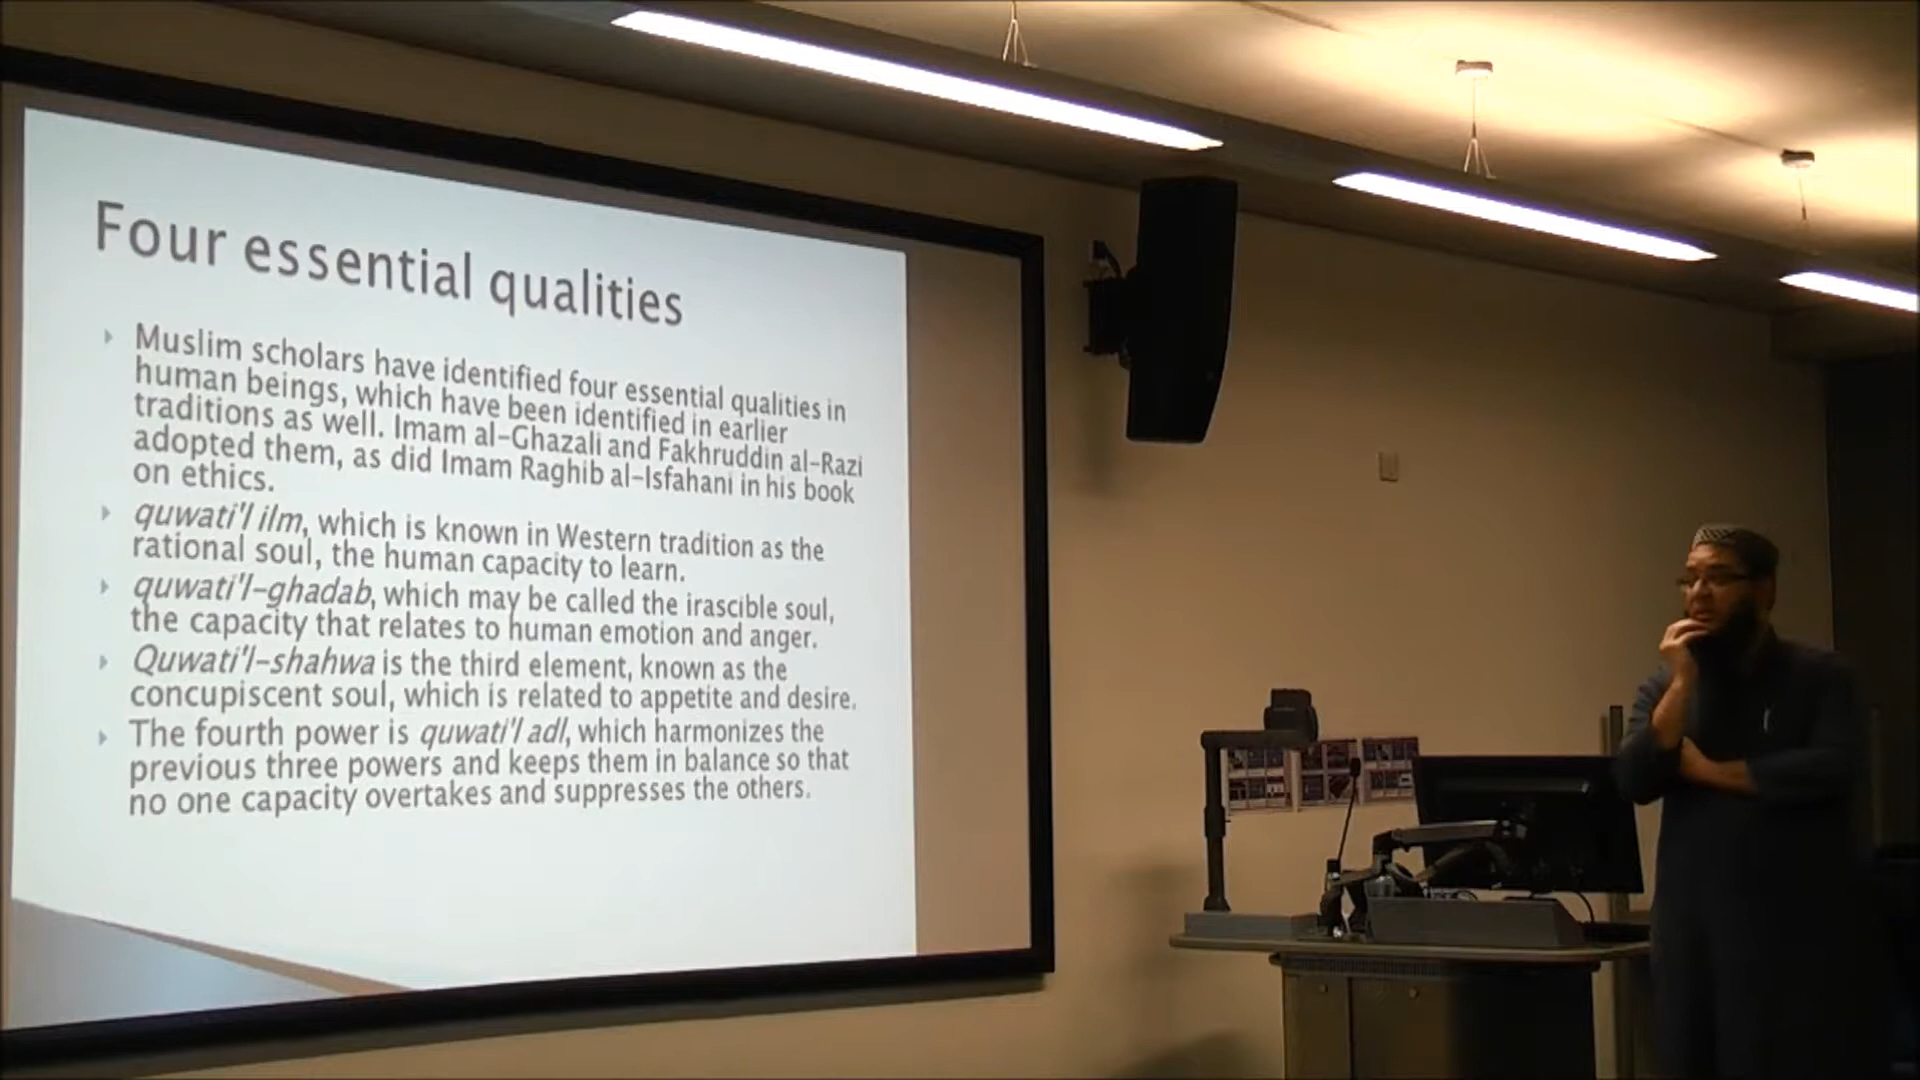 Four essential qualities
Muslim scholars have identified four essential qualities in
human beings, which have been identified in earlier
traditions as well. Imam al-Ghazali and Fakhruddin al-Razi
adopted them, as did Imam Raghib al-Isfahani in his book
on ethics.
quwati'l ilm, which is known in Western tradition as the
rational soul, the human capacity to learn.
quwati'l-ghadab, which may be called the irascible soul,
the capacity that relates to human emotion and anger.
Quwati'l-shahwa is the third element, known as the
concupiscent soul, which is related to appetite and desire.
The fourth power is quwati'l adl, which harmonizes the
previous three powers and keeps them in balance so that
no one capacity overtakes and suppresses the others.